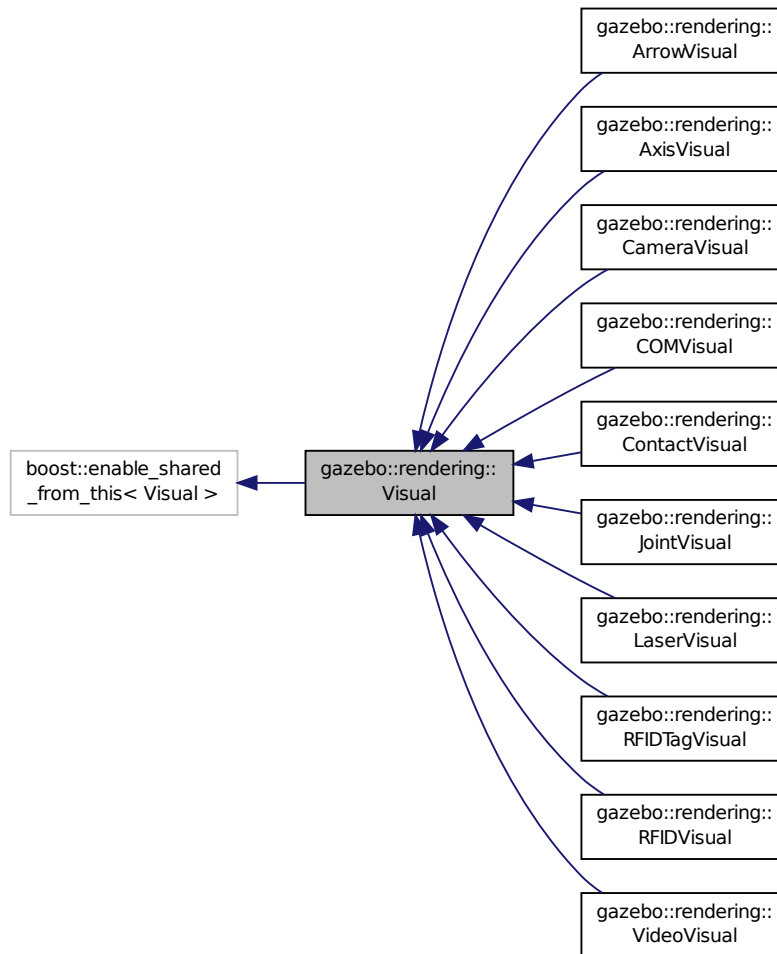 gazebo::rendering::
ArrowVisual
gazebo::rendering::
AxisVisual
gazebo::rendering::
CameraVisual
gazebo::rendering::
COMVisual
gazebo::rendering::
ContactVisual
boost::enable_shared
_from_this< Visual >
gazebo::rendering::
Visual
gazebo::rendering::
JointVisual
gazebo::rendering::
LaserVisual
gazebo::rendering::
RFIDTagVisual
gazebo::rendering::
RFIDVisual
gazebo::rendering::
VideoVisual